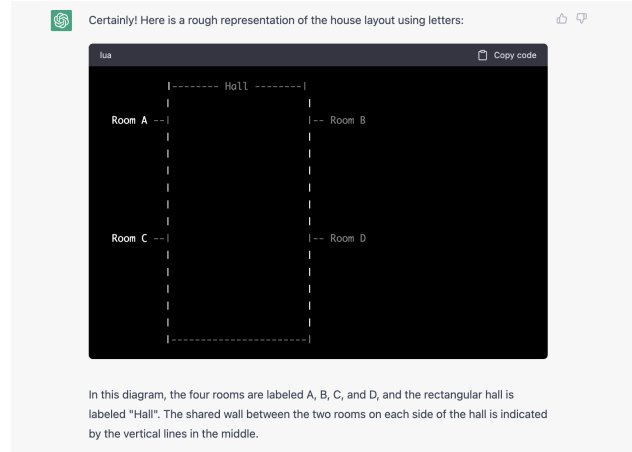 Certainly! Here is a rough representation of the house layout using letters:
lua Copy code
|-------- Hall --------|
| |
Room A --| |-- Room B
| |
| |
| |
| |
| |
| |
Room C --| |-- Room D
| |
| |
| |
| |
| |
|-----------------------|
In this diagram, the four rooms are labeled A, B, C, and D, and the rectangular hall is
labeled "Hall". The shared wall between the two rooms on each side of the hall is indicated
by the vertical lines in the middle.